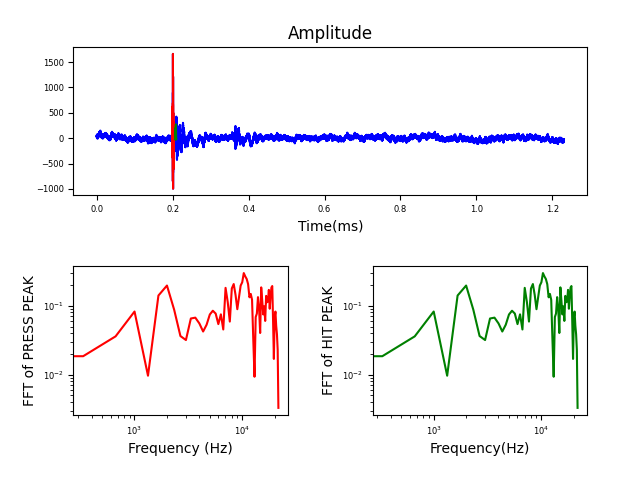 Amplitude
1500
1000
500
0
−500
−1000
0.0 0.2 0.4 0.6 0.8 1.0 1.2
Time(ms)
FFT of PRESS PEAK
10⁻¹
10⁻²
10³ 10⁴
Frequency (Hz)
FFT of HIT PEAK
10⁻¹
10⁻²
10³ 10⁴
Frequency(Hz)